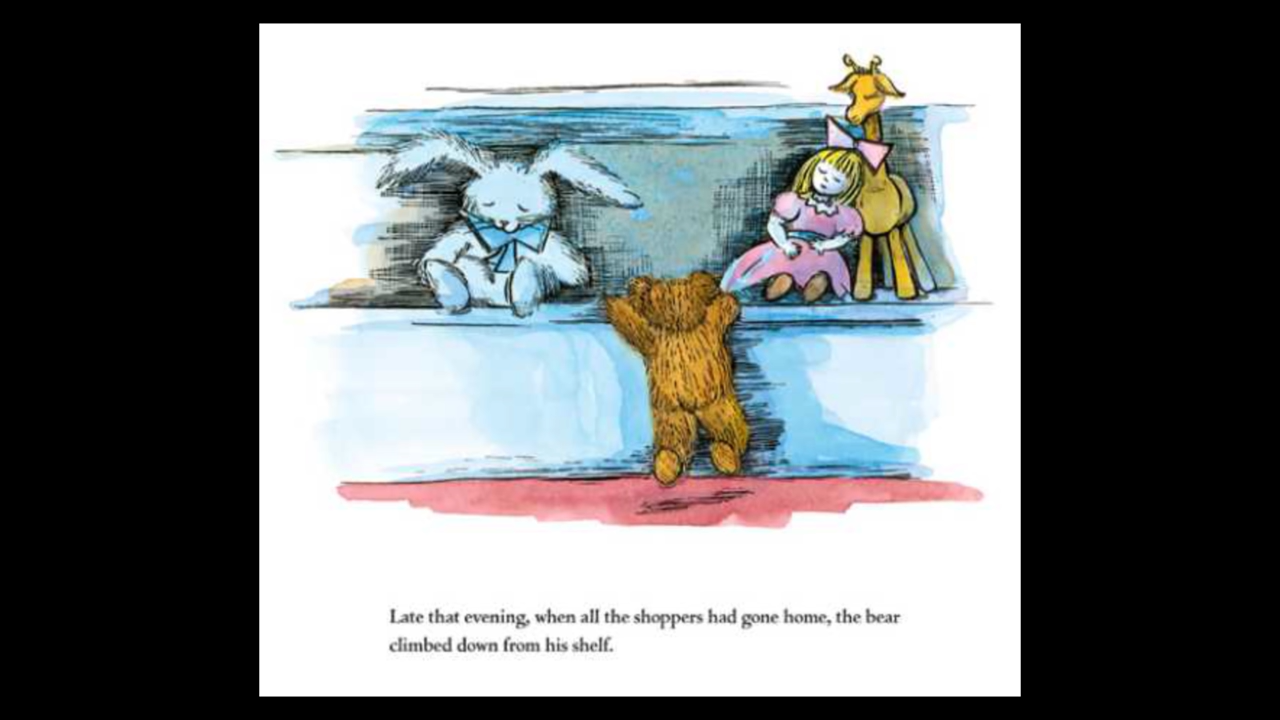 Late that evening, when all the shoppers had gone home, the bear
climbed down from his shelf.